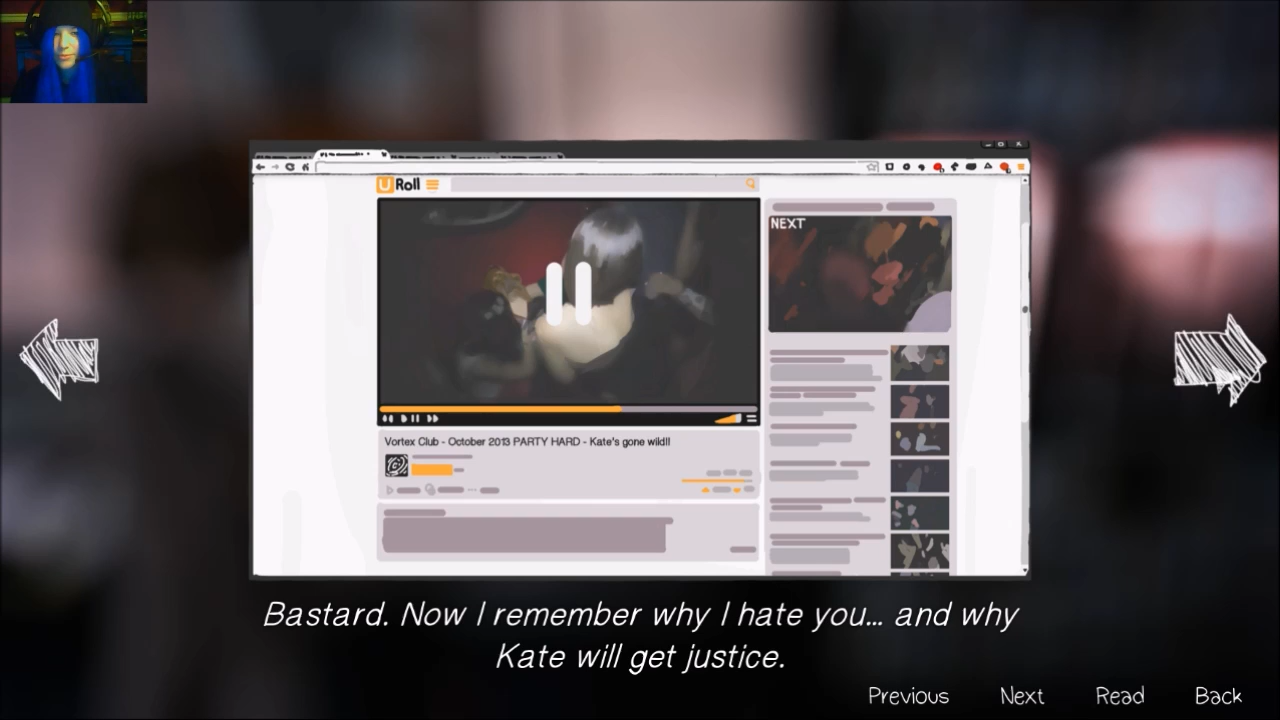 U Roll
NEXT
Vortex Club - October 2013 PARTY HARD - Kate's gone wild!!
Bastard. Now I remember why I hate you... and why
Kate will get justice.
Previous Next Read Back